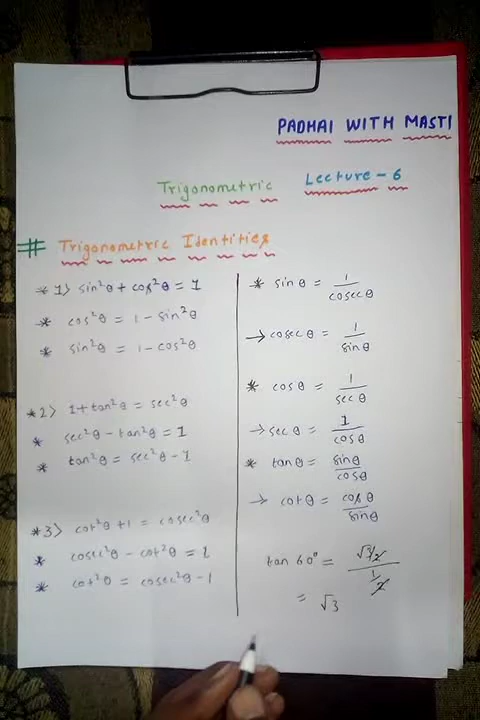 PADHAI WITH MASTI
Trigonometric Lecture - 6
# Trigonometric Identities
* 1) sin²θ + cos²θ = 1
* cos²θ = 1 - sin²θ
* sin²θ = 1 - cos²θ
* 2) 1 + tan²θ = sec²θ
* sec²θ - tan²θ = 1
* tan²θ = sec²θ - 1
* 3) cot²θ + 1 = cosec²θ
* cosec²θ - cot²θ = 1
* cot²θ = cosec²θ - 1
* sinθ = 1/cosecθ
→ cosecθ = 1/sinθ
* cosθ = 1/secθ
→ secθ = 1/cosθ
* tanθ = sinθ/cosθ
→ cotθ = cosθ/sinθ
tan 60° = (√3/2)/(1/2)
= √3